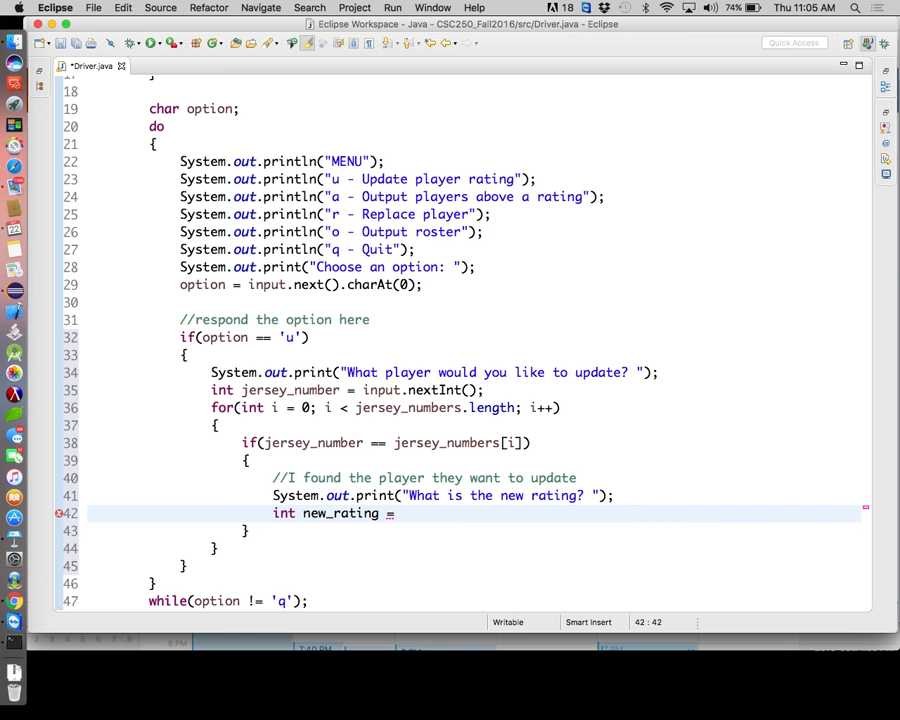 Eclipse File Edit Source Refactor Navigate Search Project Run Window Help 18 74% Thu 11:05 AM
Eclipse Workspace - Java - CSC250_Fall2016/src/Driver.java - Eclipse
Quick Access
*Driver.java
17 }
18
19 char option;
20 do
21 {
22 System.out.println("MENU");
23 System.out.println("u - Update player rating");
24 System.out.println("a - Output players above a rating");
25 System.out.println("r - Replace player");
26 System.out.println("o - Output roster");
27 System.out.println("q - Quit");
28 System.out.print("Choose an option: ");
29 option = input.next().charAt(0);
30
31 //respond the option here
32 if(option == 'u')
33 {
34 System.out.print("What player would you like to update? ");
35 int jersey_number = input.nextInt();
36 for(int i = 0; i < jersey_numbers.length; i++)
37 {
38 if(jersey_number == jersey_numbers[i])
39 {
40 //I found the player they want to update
41 System.out.print("What is the new rating? ");
42 int new_rating =
43 }
44 }
45 }
46 }
47 while(option != 'q');
Writable Smart Insert 42 : 42